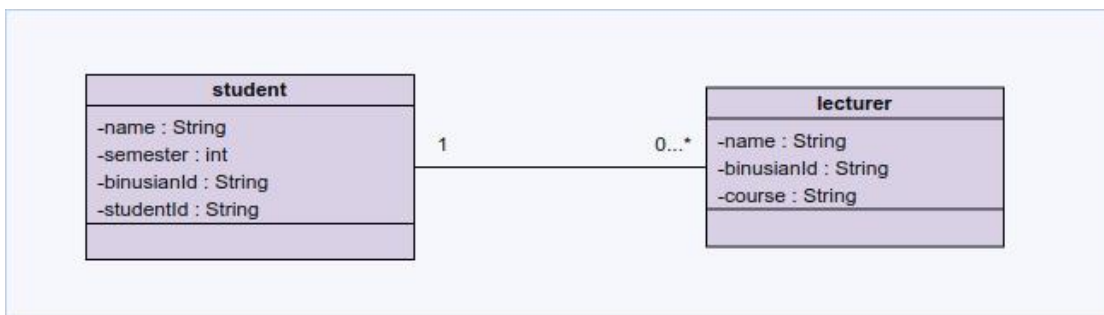 student
-name : String
-semester : int
-binusianId : String
-studentId : String
1
0...*
lecturer
-name : String
-binusianId : String
-course : String